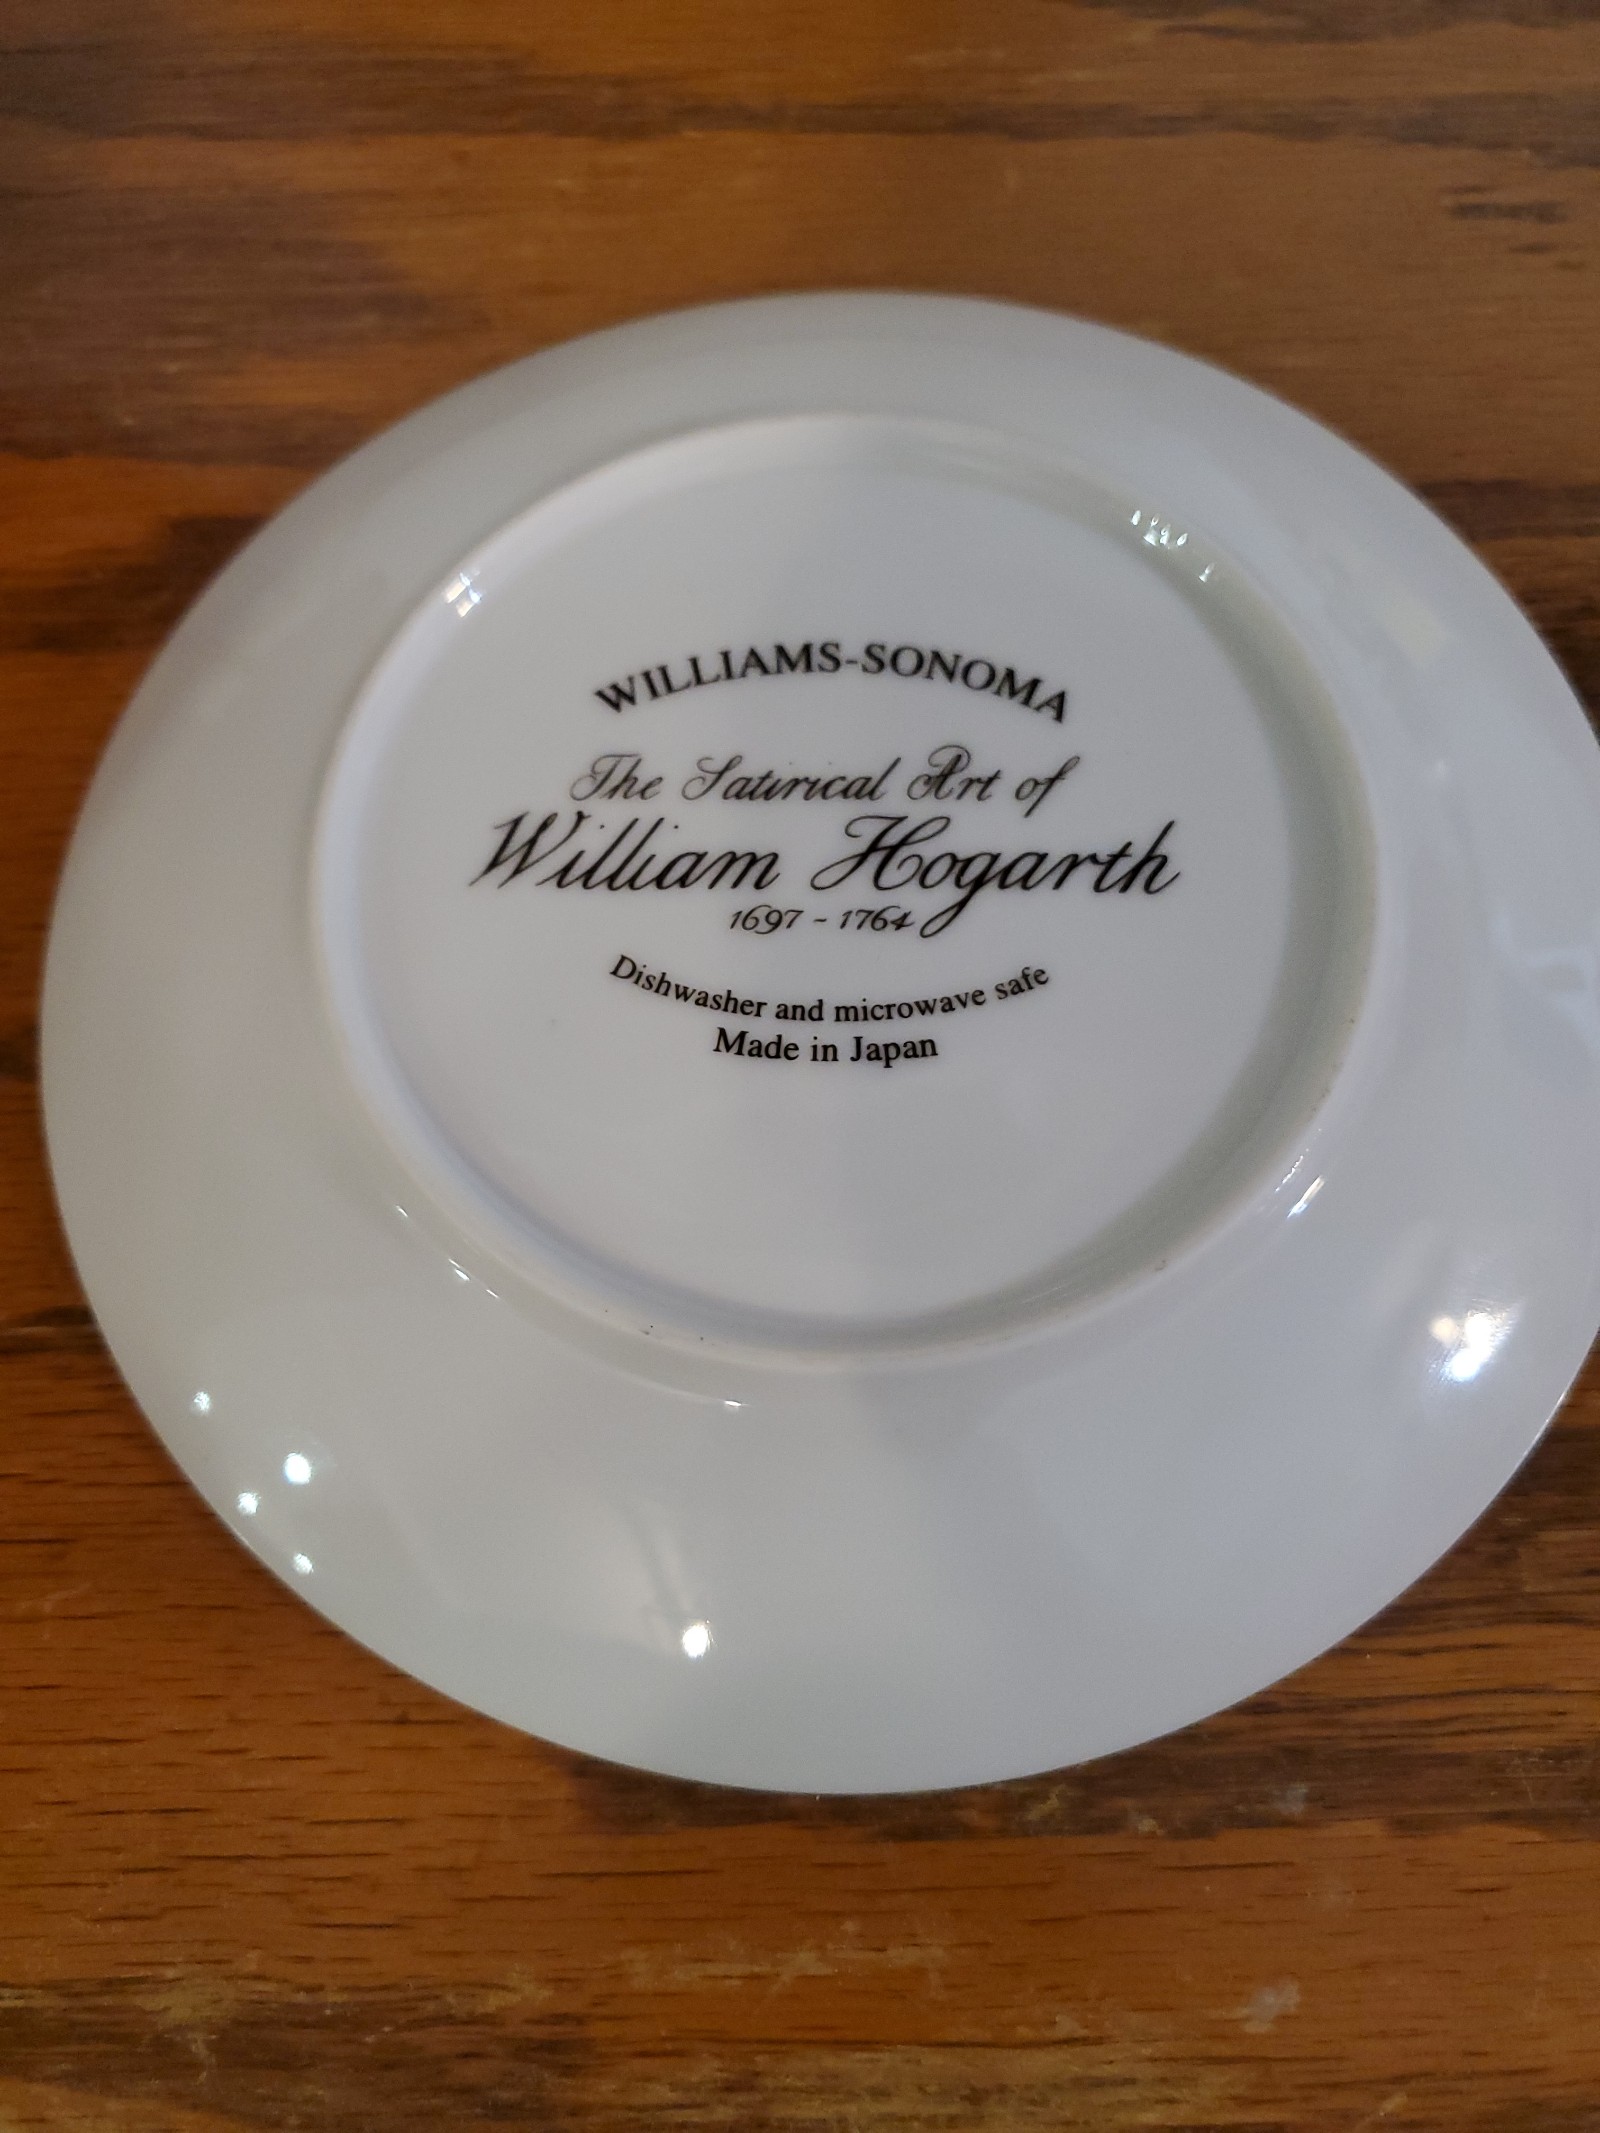 WILLIAMS-SONOMA
The Satirical Art of
William Hogarth
1697 - 1764
Dishwasher and microwave safe
Made in Japan